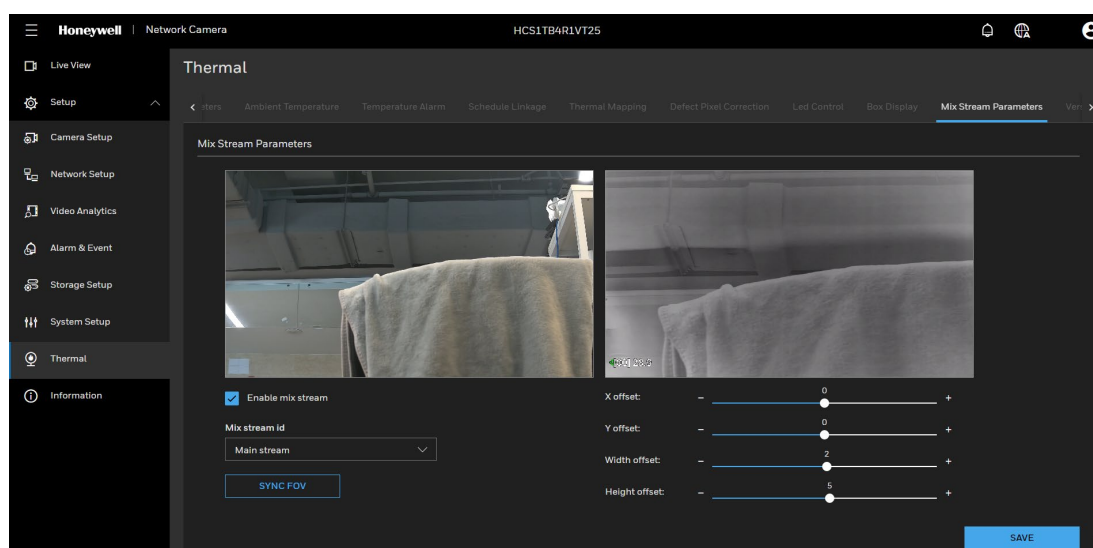 Honeywell | Network Camera
HCS1TB4R1VT25
Live View
Setup
Camera Setup
Network Setup
Video Analytics
Alarm & Event
Storage Setup
System Setup
Thermal
Information
Thermal
Ambient Temperature
Temperature Alarm
Schedule Linkage
Thermal Mapping
Defect Pixel Correction
Led Control
Box Display
Mix Stream Parameters
Mix Stream Parameters
Enable mix stream
Mix stream id
Main stream
SYNC FOV
X offset: - 0 +
Y offset: - 0 +
Width offset: - 2 +
Height offset: - 5 +
SAVE